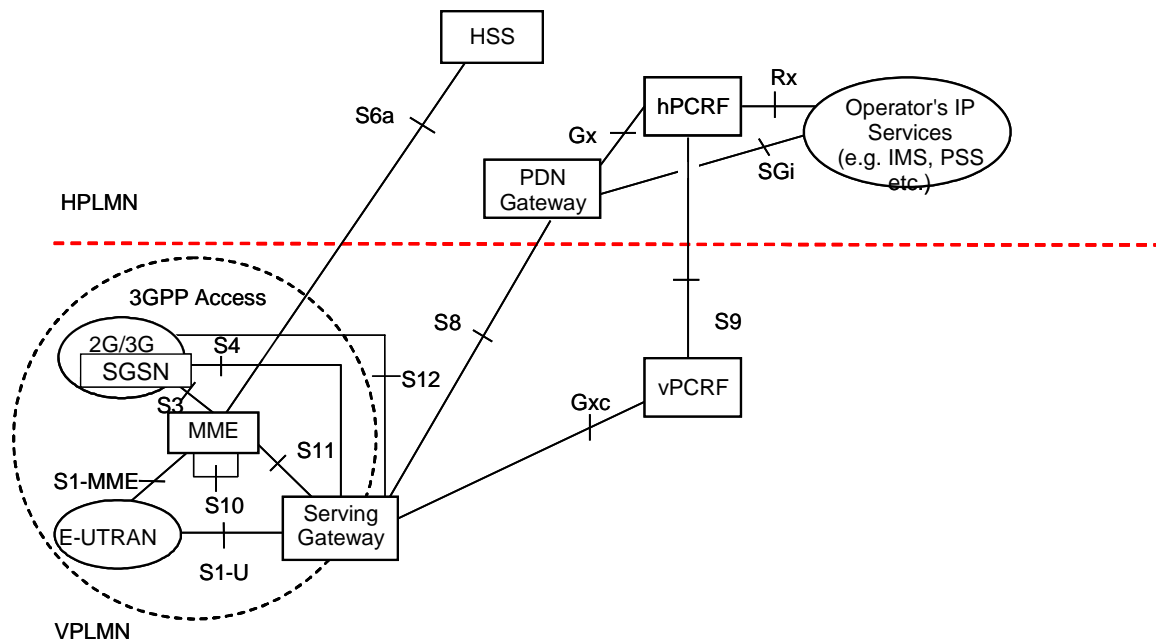 HSS
Rx
hPCRF
Operator's IP
Services
(e.g. IMS, PSS
etc.)
S6a
Gx
SGi
PDN
Gateway
HPLMN
3GPP Access
2G/3G
S4
SGSN
S8
S9
S12
S3
vPCRF
Gxc
MME
S11
S1-MME
S10
Serving
Gateway
E-UTRAN
S1-U
VPLMN